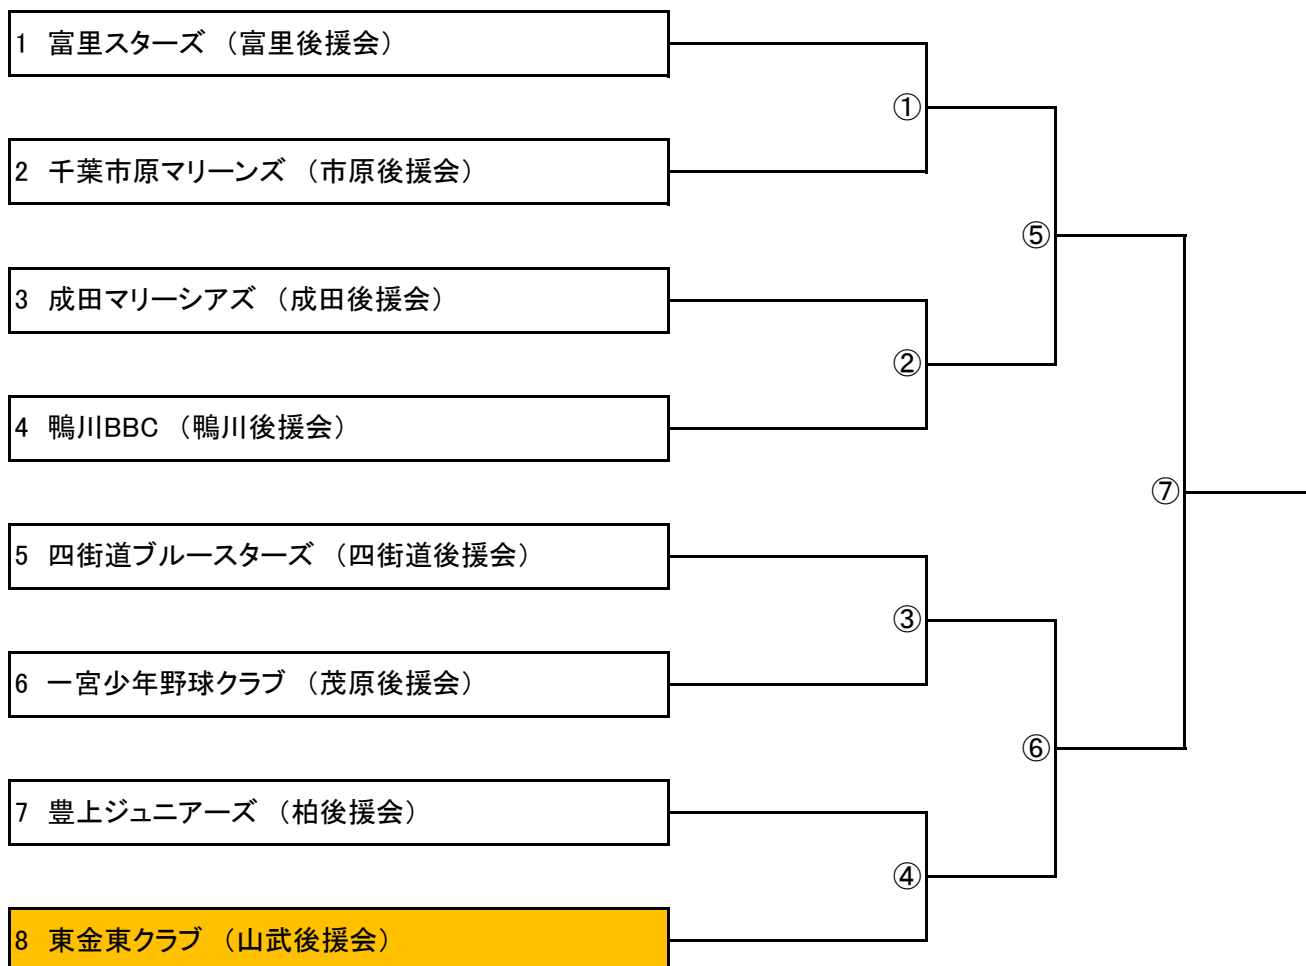 1 富里スターズ （富里後援会）
①
2 千葉市原マリーンズ （市原後援会）
⑤
3 成田マリーシアズ （成田後援会）
②
4 鴨川BBC （鴨川後援会）
⑦
5 四街道ブルースターズ （四街道後援会）
③
6 一宮少年野球クラブ （茂原後援会）
⑥
7 豊上ジュニアーズ （柏後援会）
④
8 東金東クラブ （山武後援会）